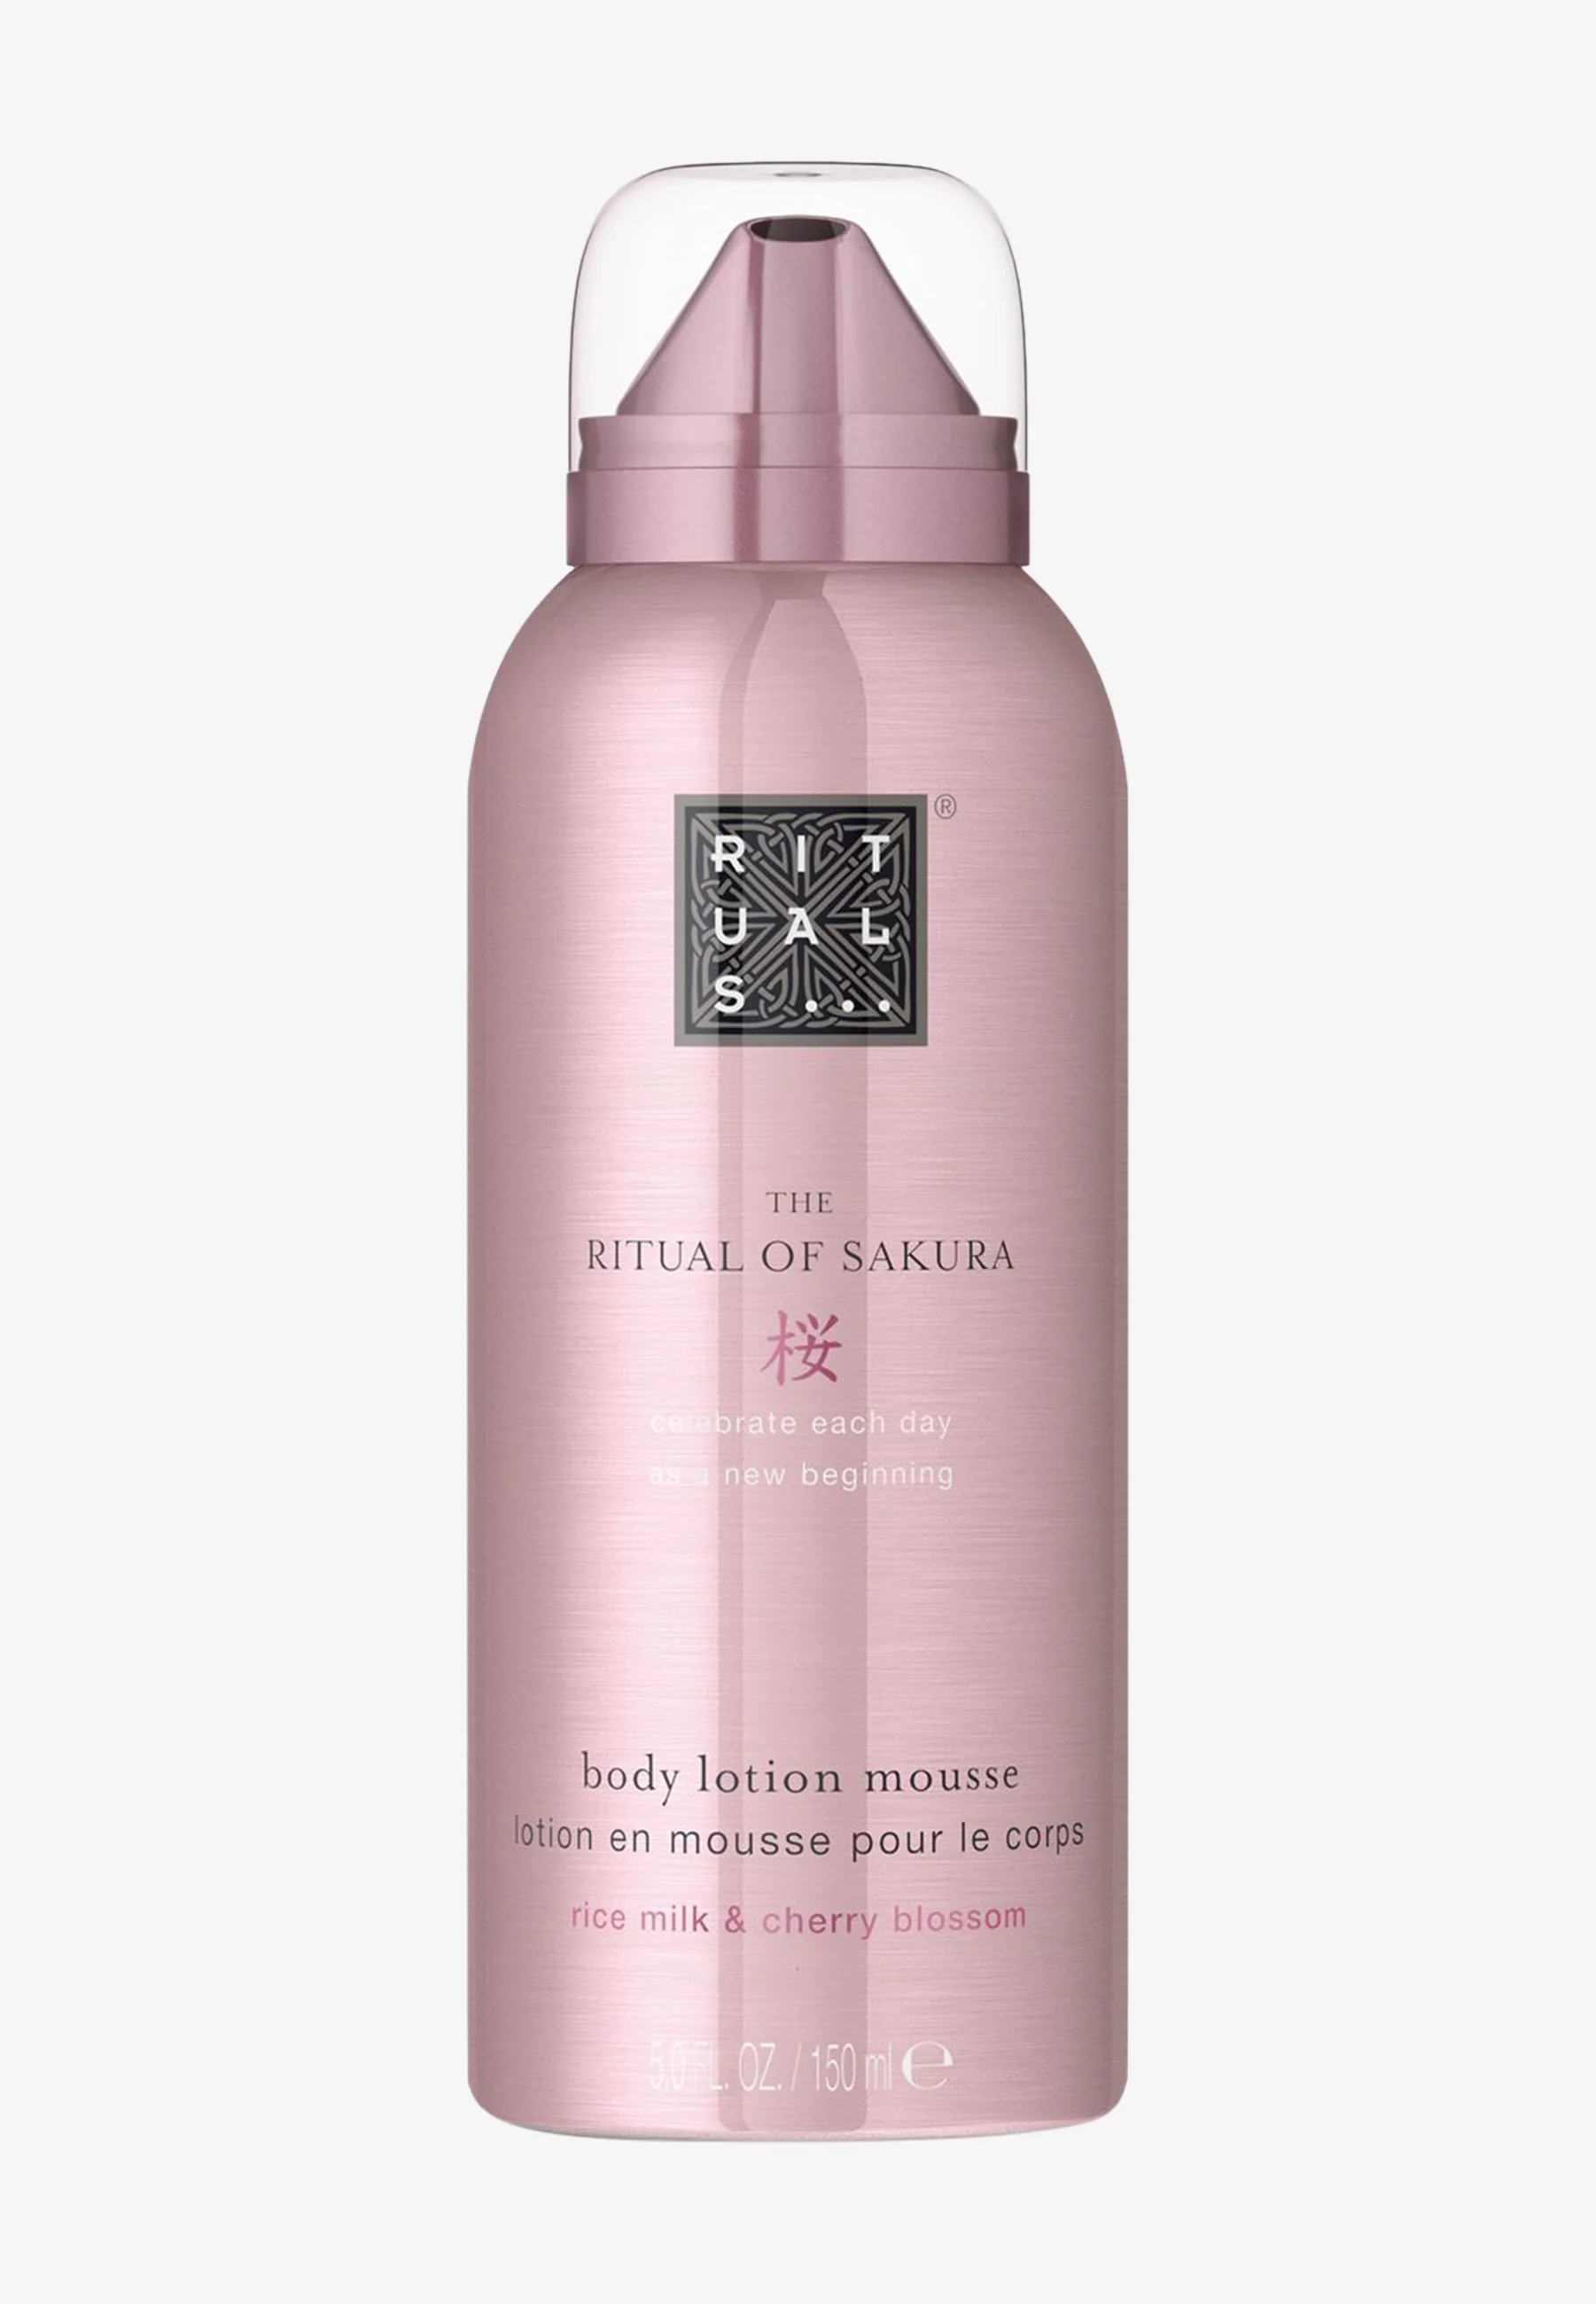 RIT
UAL
S...
®
THE
RITUAL OF SAKURA
桜
celebrate each day
as a new beginning
body lotion mousse
lotion en mousse pour le corps
rice milk & cherry blossom
5.0 FL. OZ. / 150 ml ℮